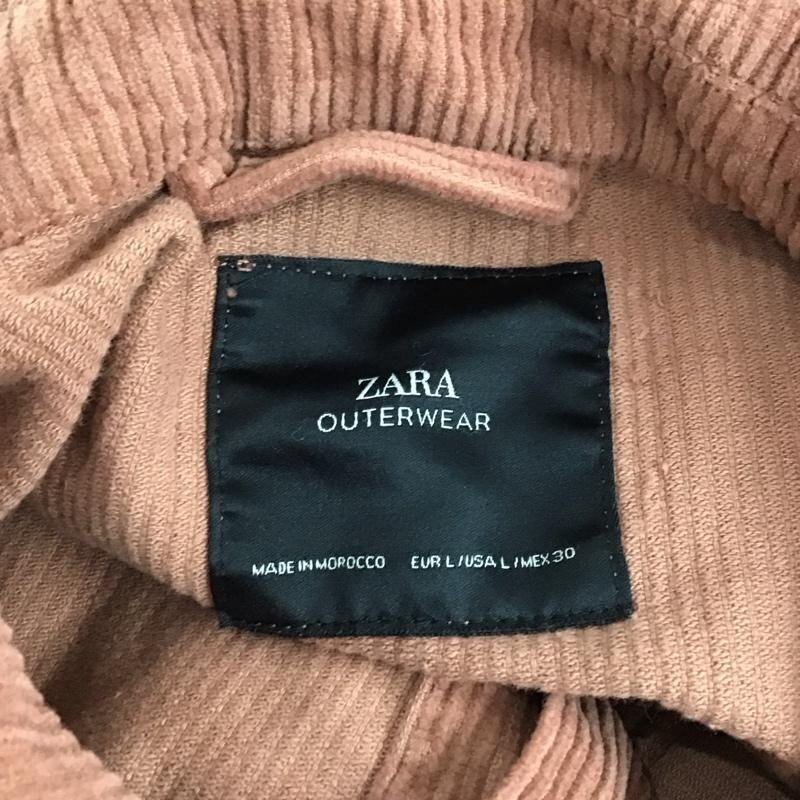 ZARA
OUTERWEAR
MADE IN MOROCCO EUR L/USA L/MEX 30